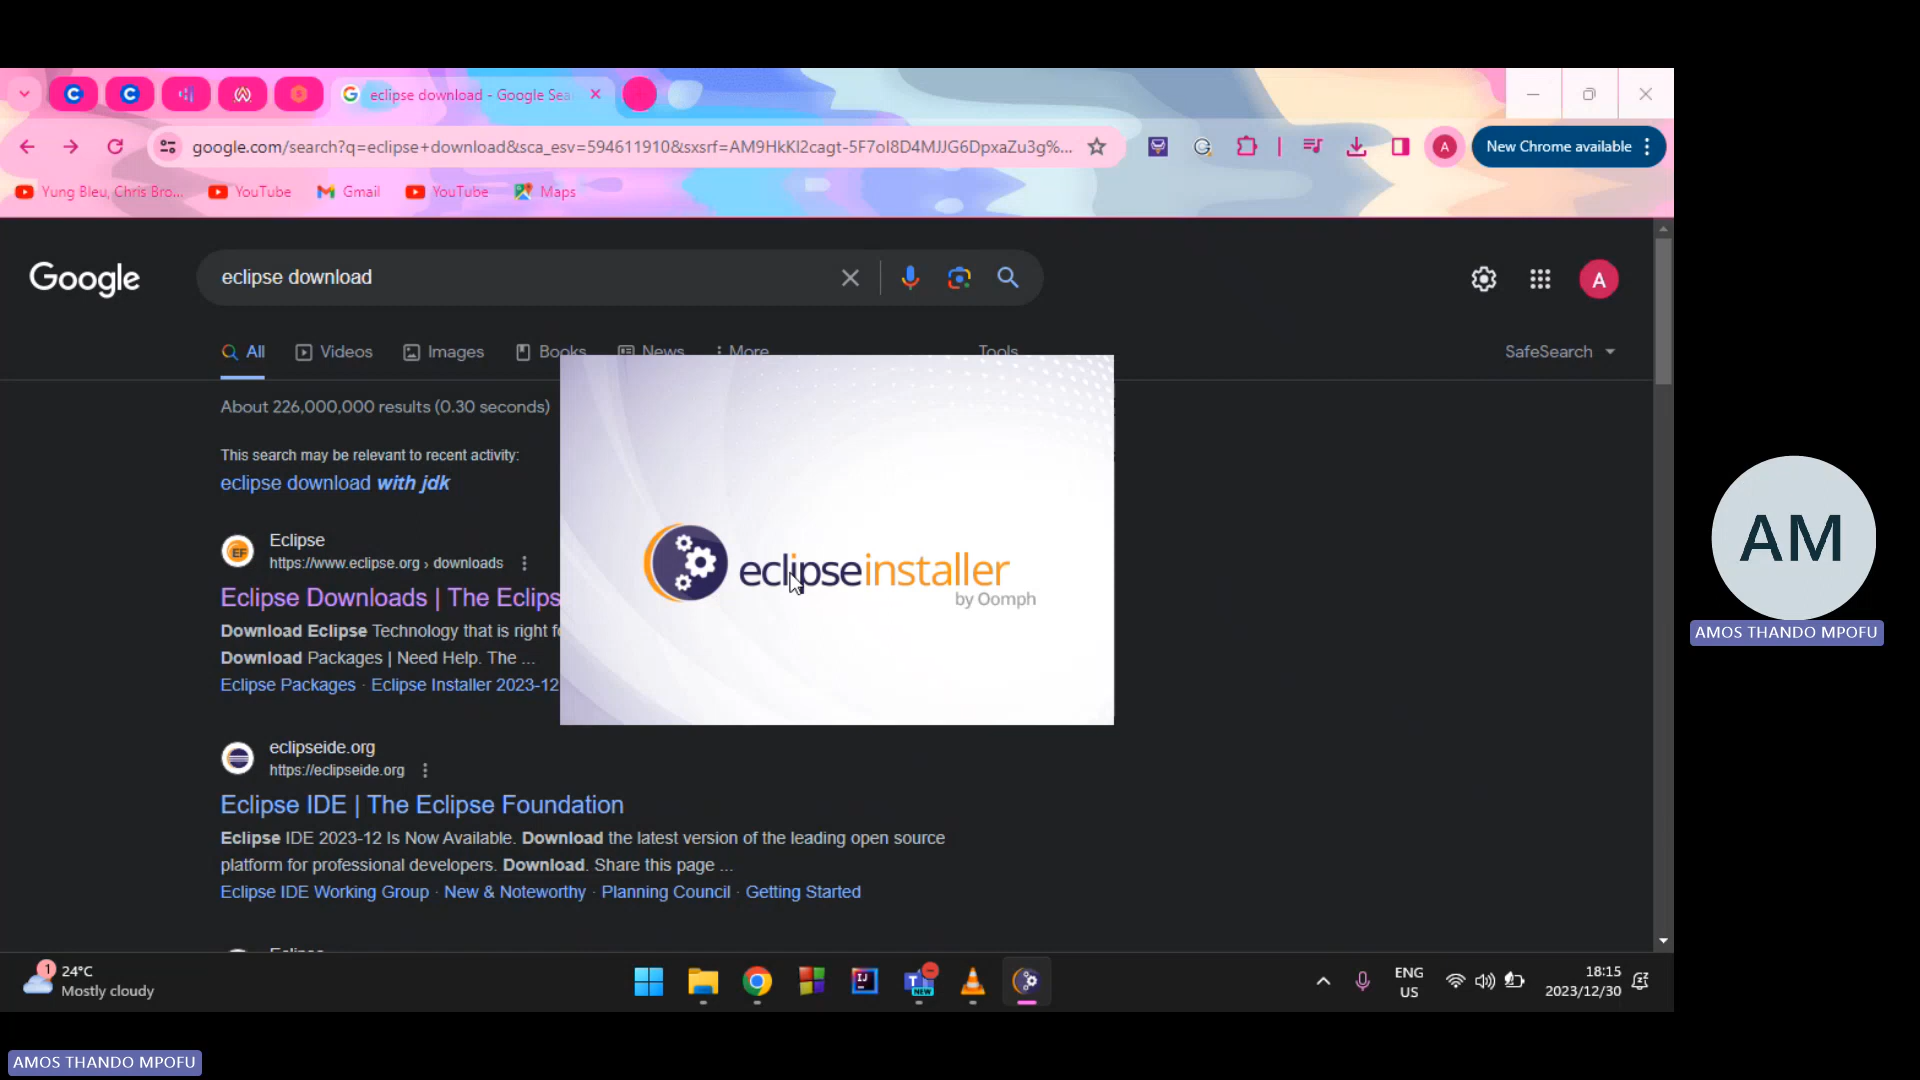 eclipse download - Google Sea
google.com/search?q=eclipse+download&sca_esv=594611910&sxsrf=AM9HkKI2cagt-5F7oI8D4MJJG6DpxaZu3g%...
A
New Chrome available
Yung Bleu, Chris Bro...
YouTube
Gmail
YouTube
Maps
Google
eclipse download
A
All
Videos
Images
Books
News
More
Tools
SafeSearch
About 226,000,000 results (0.30 seconds)
This search may be relevant to recent activity:
eclipse download with jdk
EF
Eclipse
https://www.eclipse.org › downloads
Eclipse Downloads | The Eclips
Download Eclipse Technology that is right f
Download Packages | Need Help. The ...
Eclipse Packages · Eclipse Installer 2023-12
eclipseinstaller
by Oomph
eclipseide.org
https://eclipseide.org
Eclipse IDE | The Eclipse Foundation
Eclipse IDE 2023-12 Is Now Available. Download the latest version of the leading open source
platform for professional developers. Download. Share this page ...
Eclipse IDE Working Group · New & Noteworthy · Planning Council · Getting Started
AM
AMOS THANDO MPOFU
1
24°C
Mostly cloudy
IJ
T
NEW
ENG
US
18:15
2023/12/30
AMOS THANDO MPOFU